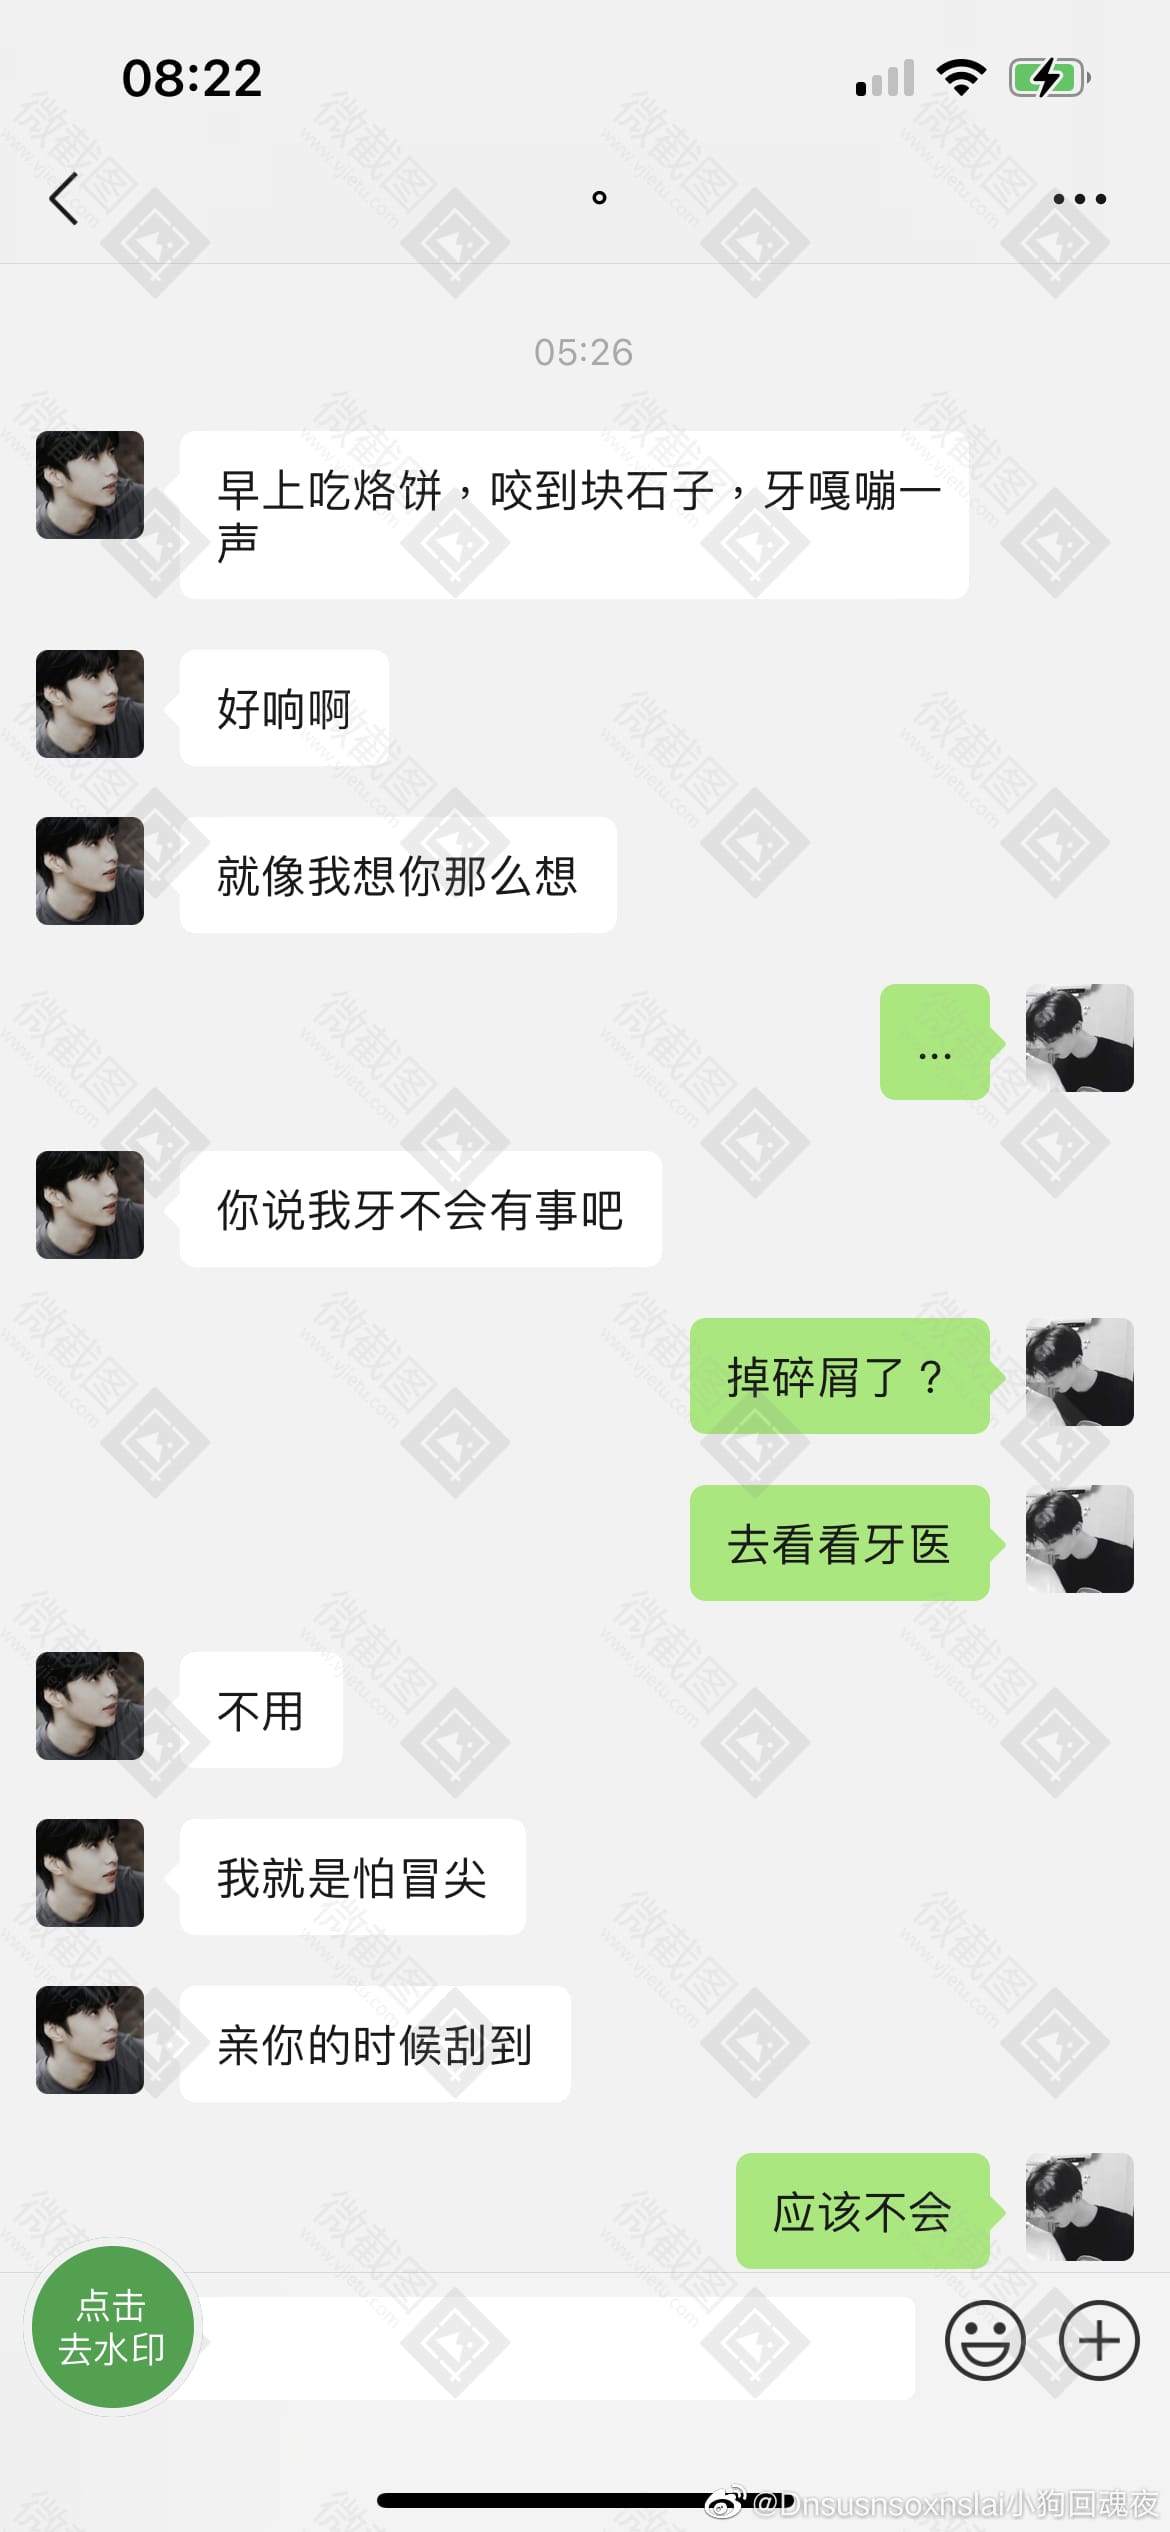 08:22
05:26
早上吃烙饼，咬到块石子，牙嘎嘣一
声
好响啊
就像我想你那么想
...
你说我牙不会有事吧
掉碎屑了？
去看看牙医
不用
我就是怕冒尖
亲你的时候刮到
应该不会
点击
去水印
@Dnsusnsoxnslai小狗回魂夜
微截图
www.vjietu.com